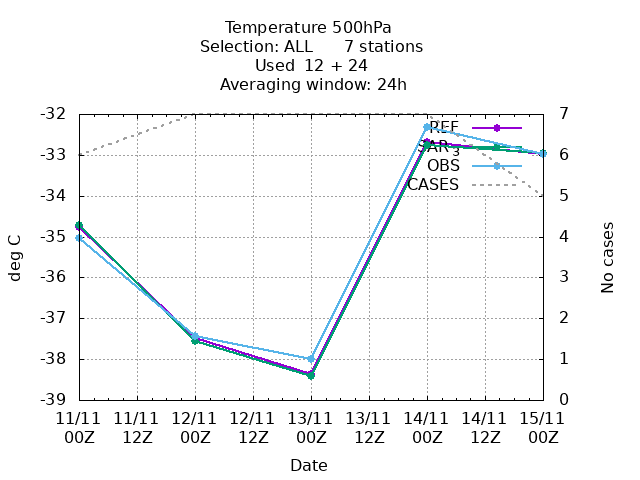 Temperature 500hPa
Selection: ALL 7 stations
Used 12 + 24
Averaging window: 24h
-32 7
REF
-33 6
SAR3
OBS
-34 5
CASES
-35 4
-36 3
-37 2
-38 1
-39 0
deg C
No cases
11/11 11/11 12/11 12/11 13/11 13/11 14/11 14/11 15/11
00Z 12Z 00Z 12Z 00Z 12Z 00Z 12Z 00Z
Date